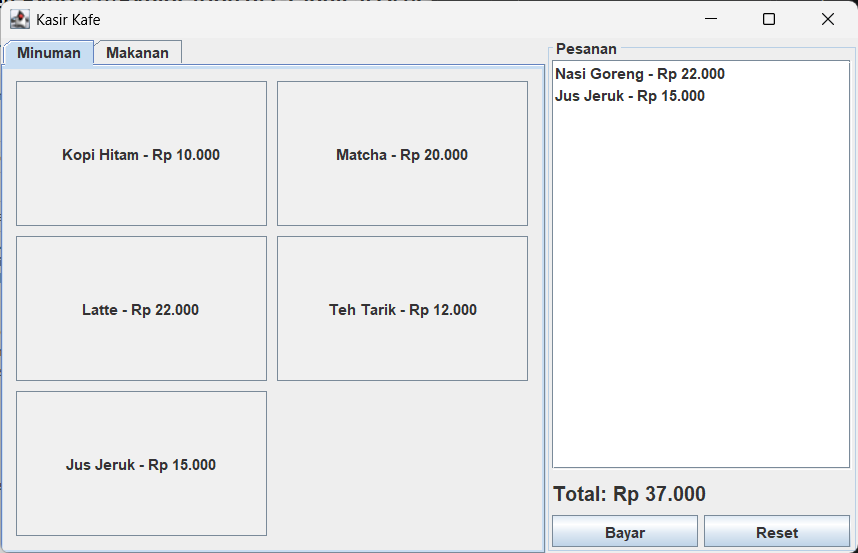 Kasir Kafe
Minuman
Makanan
Kopi Hitam - Rp 10.000
Matcha - Rp 20.000
Latte - Rp 22.000
Teh Tarik - Rp 12.000
Jus Jeruk - Rp 15.000
Pesanan
Nasi Goreng - Rp 22.000
Jus Jeruk - Rp 15.000
Total: Rp 37.000
Bayar
Reset